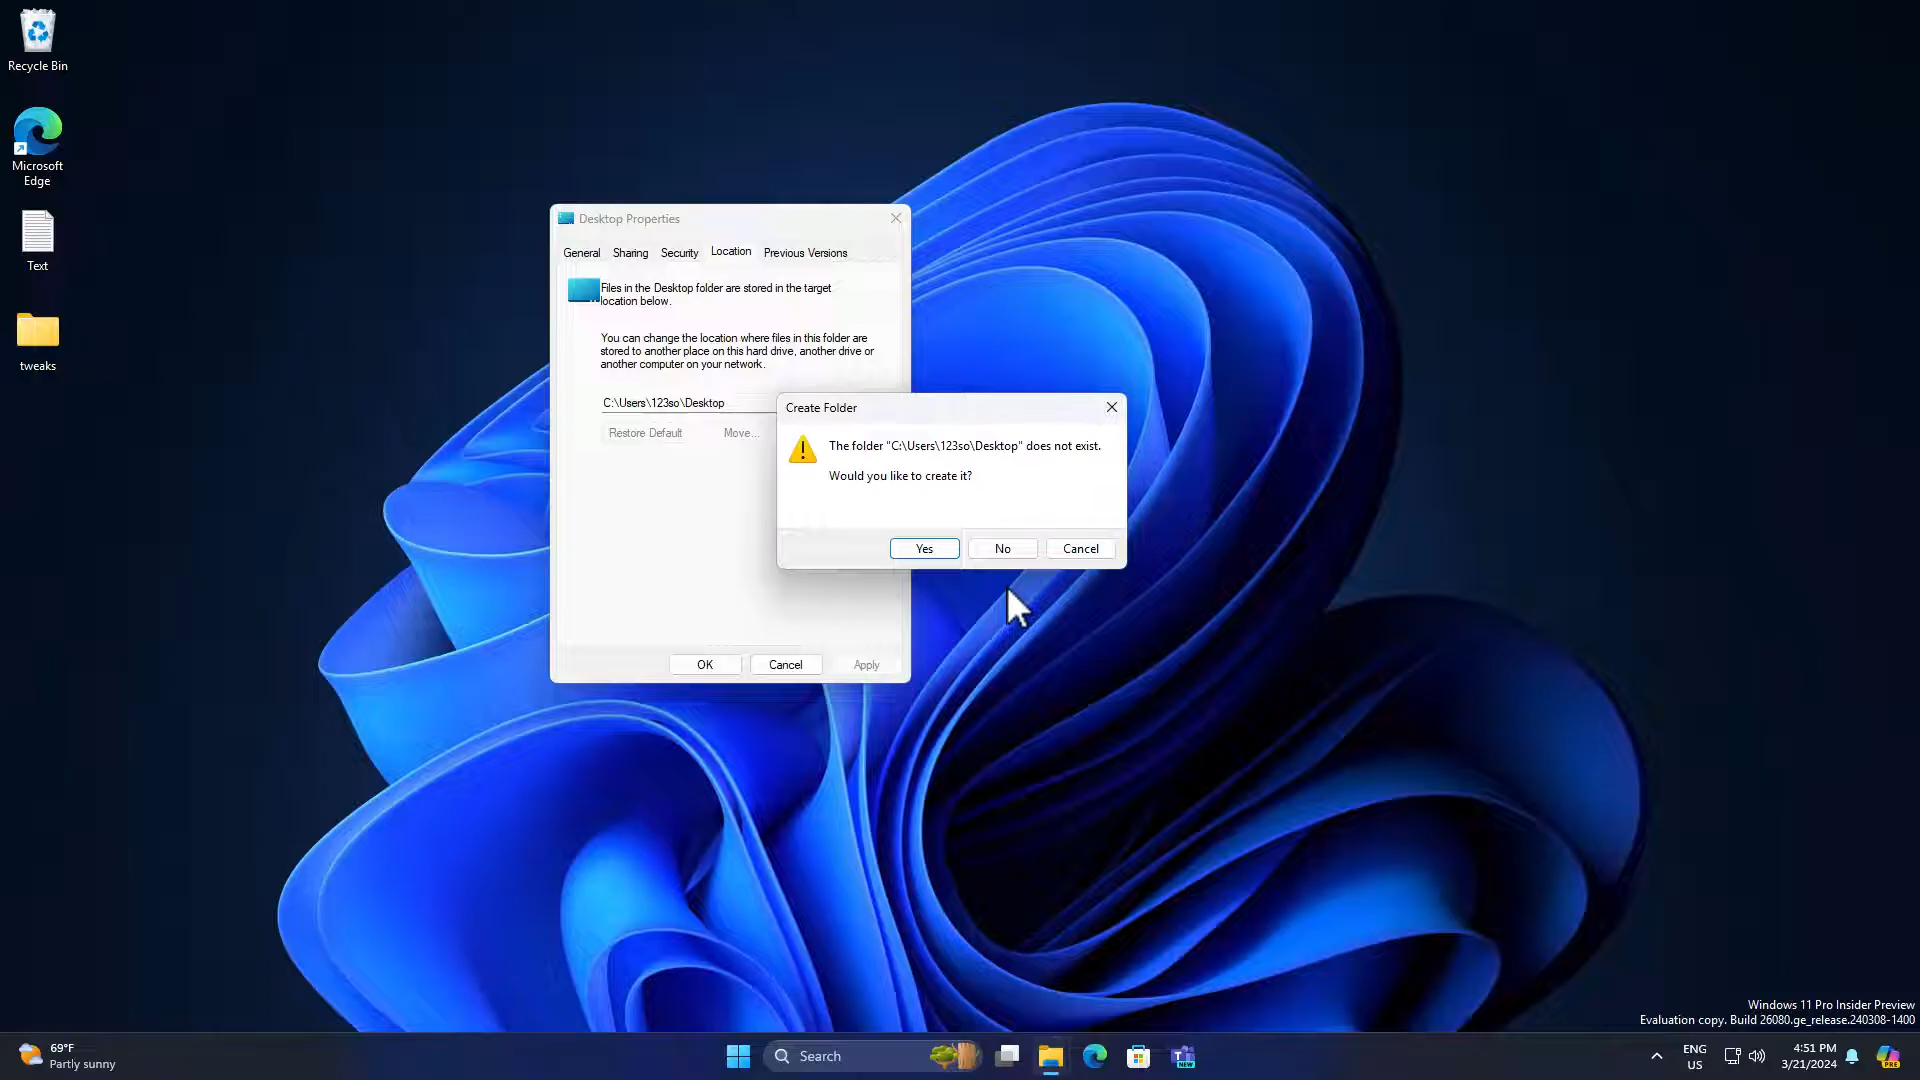 Recycle Bin
Microsoft
Edge
Text
tweaks
Desktop Properties
General Sharing Security Location Previous Versions
Files in the Desktop folder are stored in the target
location below.
You can change the location where files in this folder are
stored to another place on this hard drive, another drive or
another computer on your network.
C:\Users\123so\Desktop
Restore Default Move...
OK Cancel Apply
Create Folder
The folder "C:\Users\123so\Desktop" does not exist.
Would you like to create it?
Yes No Cancel
Windows 11 Pro Insider Preview
Evaluation copy. Build 26080.ge_release.240308-1400
69°F
Partly sunny
Search
T
NEW
ENG
US
4:51 PM
3/21/2024
PRE